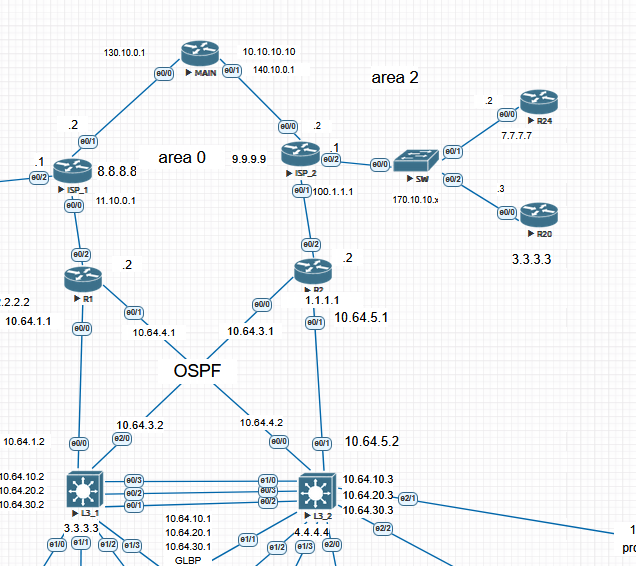 130.10.0.1
10.10.10.10
e0/0
MAIN
e0/1
140.10.0.1
area 2
.2
e0/0
R24
7.7.7.7
.2
e0/1
area 0
e0/0
.2
9.9.9.9
.1
e0/2
e0/0
SW
e0/1
.1
e0/2
ISP_1
8.8.8.8
ISP_2
e0/2
e0/1
100.1.1.1
11.10.0.1
e0/0
170.10.10.x
.3
e0/0
R20
3.3.3.3
e0/2
.2
R1
e0/2
.2
R2
1.1.1.1
2.2.2
10.64.1.1
e0/0
e0/1
10.64.4.1
e0/0
10.64.3.1
e0/1
10.64.5.1
OSPF
10.64.3.2
10.64.4.2
10.64.1.2
e0/0
e2/0
e0/0
e0/1
10.64.5.2
10.64.10.2
10.64.20.2
10.64.30.2
L3_1
3.3.3.3
e0/3
e0/2
e0/1
e1/0
e0/3
e0/2
10.64.10.3
10.64.20.3
10.64.30.3
L3_2
4.4.4.4
e2/1
e2/2
10.64.10.1
10.64.20.1
10.64.30.1
GLBP
e1/0
e1/1
e1/2
e1/3
e1/1
e1/2
e1/3
e2/0
1
pro